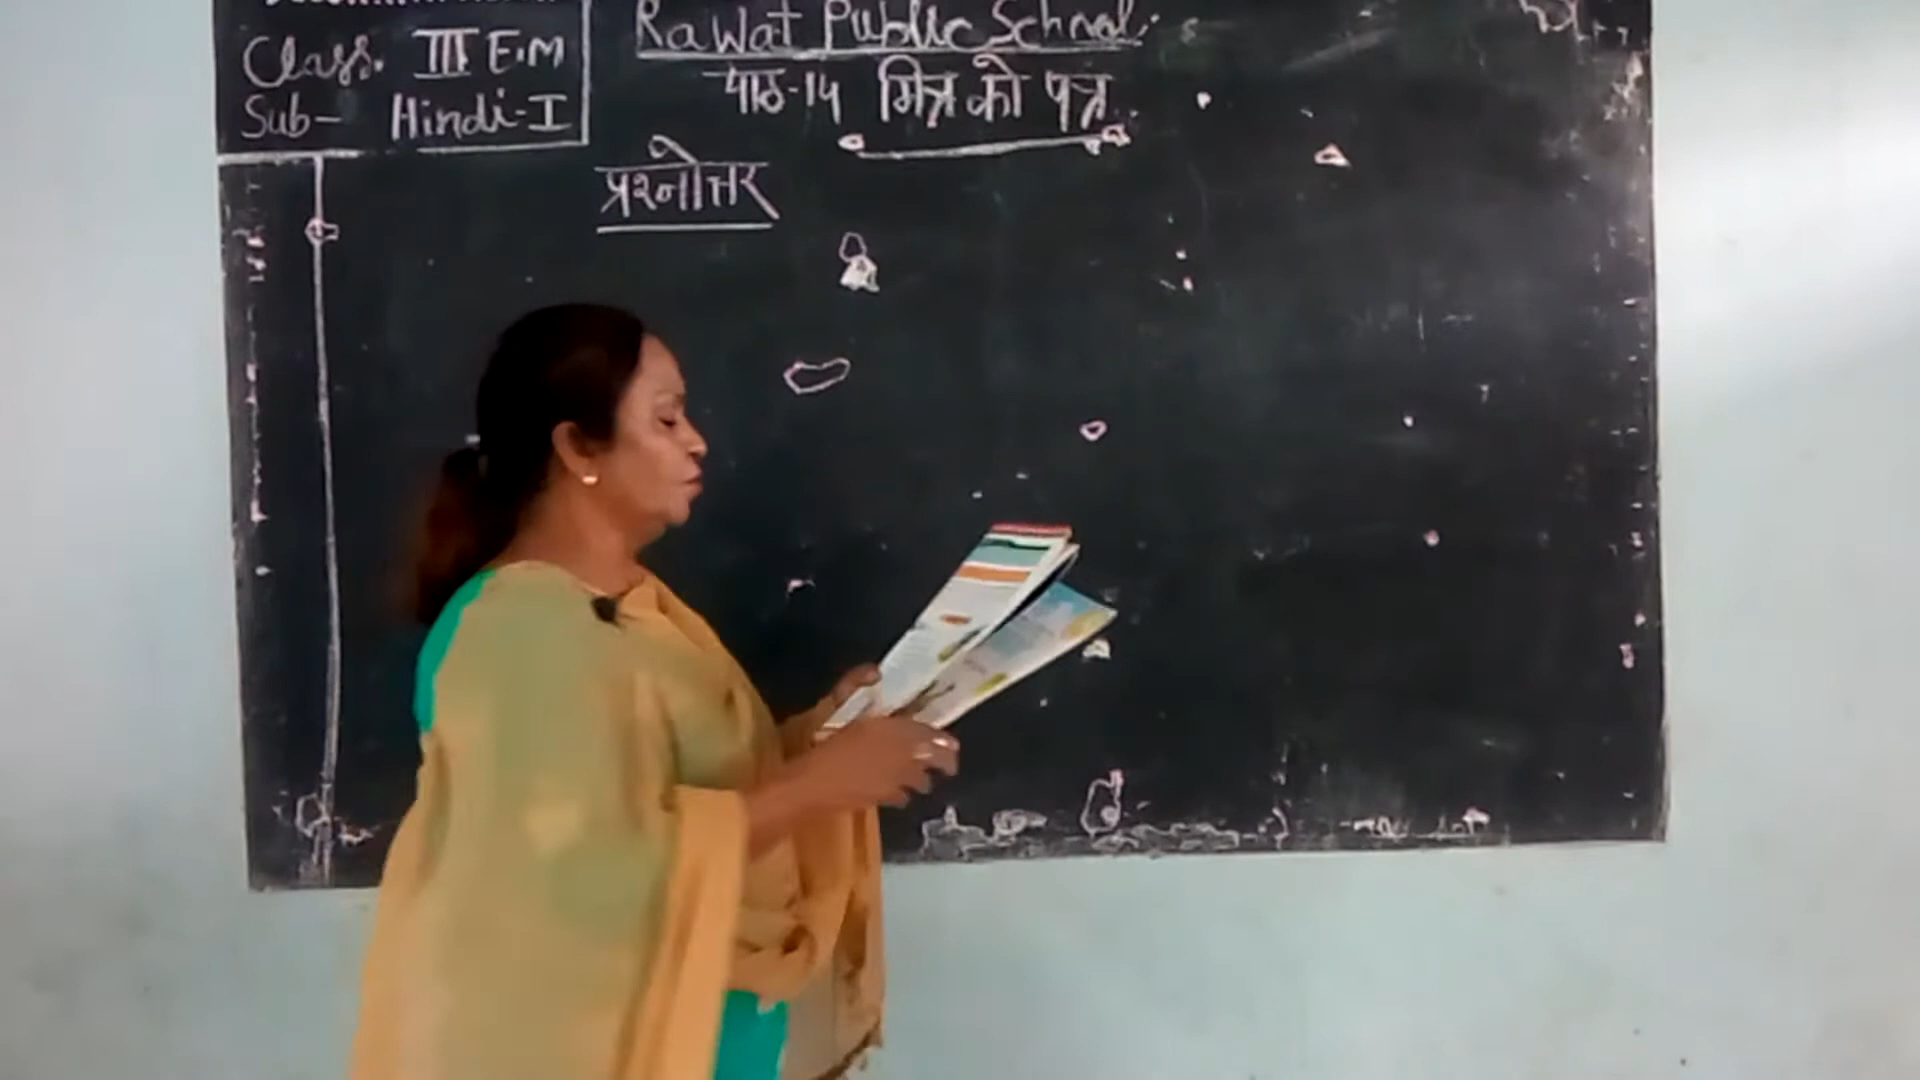 Class. III E.M
Sub- Hindi-I
Rawat Public School.
पाठ-14 मित्र को पत्र
प्रश्नोत्तर